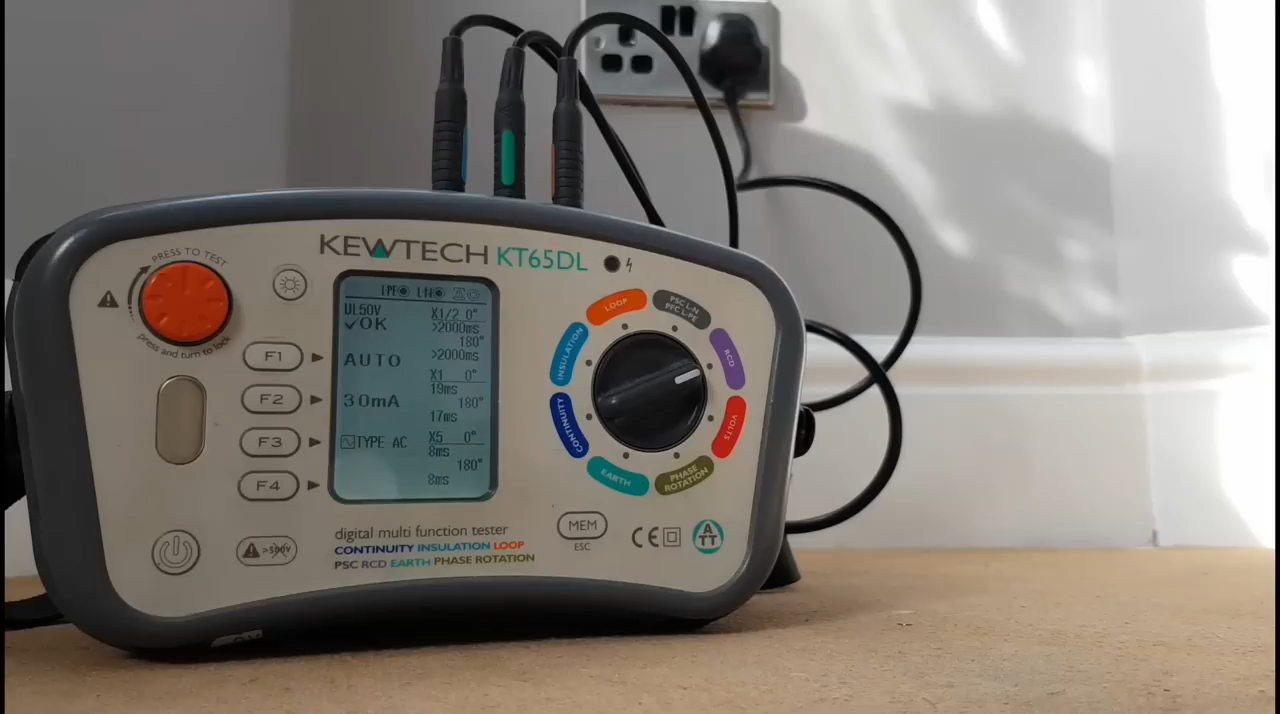 KEWTECH KT65DL
PRESS TO TEST
press and turn to lock
L-PE L-N
UL50V
✓OK
AUTO
30mA
TYPE AC
X1/2 0°
>2000ms
180°
>2000ms
X1 0°
19ms
180°
17ms
X5 0°
8ms
180°
8ms
F1
F2
F3
F4
LOOP
PSC L-N
PFC L-PE
RCD
VOLTS
PHASE
ROTATION
EARTH
CONTINUITY
INSULATION
>500V
digital multi function tester
CONTINUITY INSULATION LOOP
PSC RCD EARTH PHASE ROTATION
MEM
ESC
CE
ATT